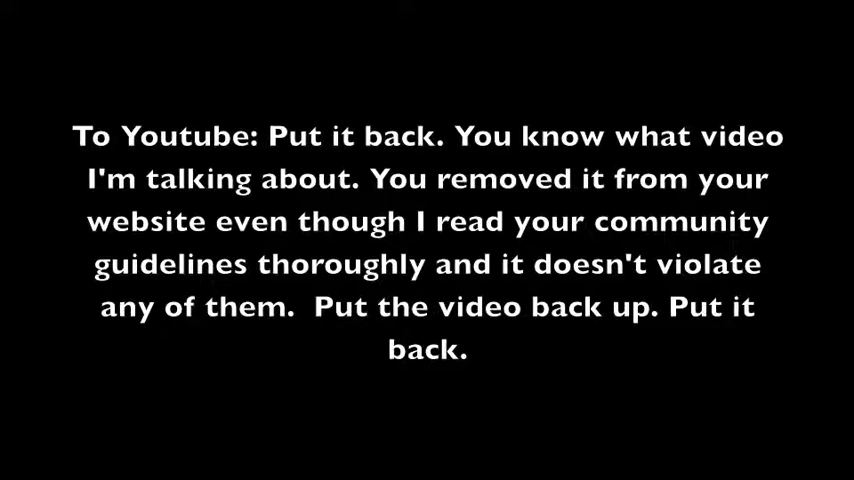 To Youtube: Put it back. You know what video
I'm talking about. You removed it from your
website even though I read your community
guidelines thoroughly and it doesn't violate
any of them.  Put the video back up. Put it
back.